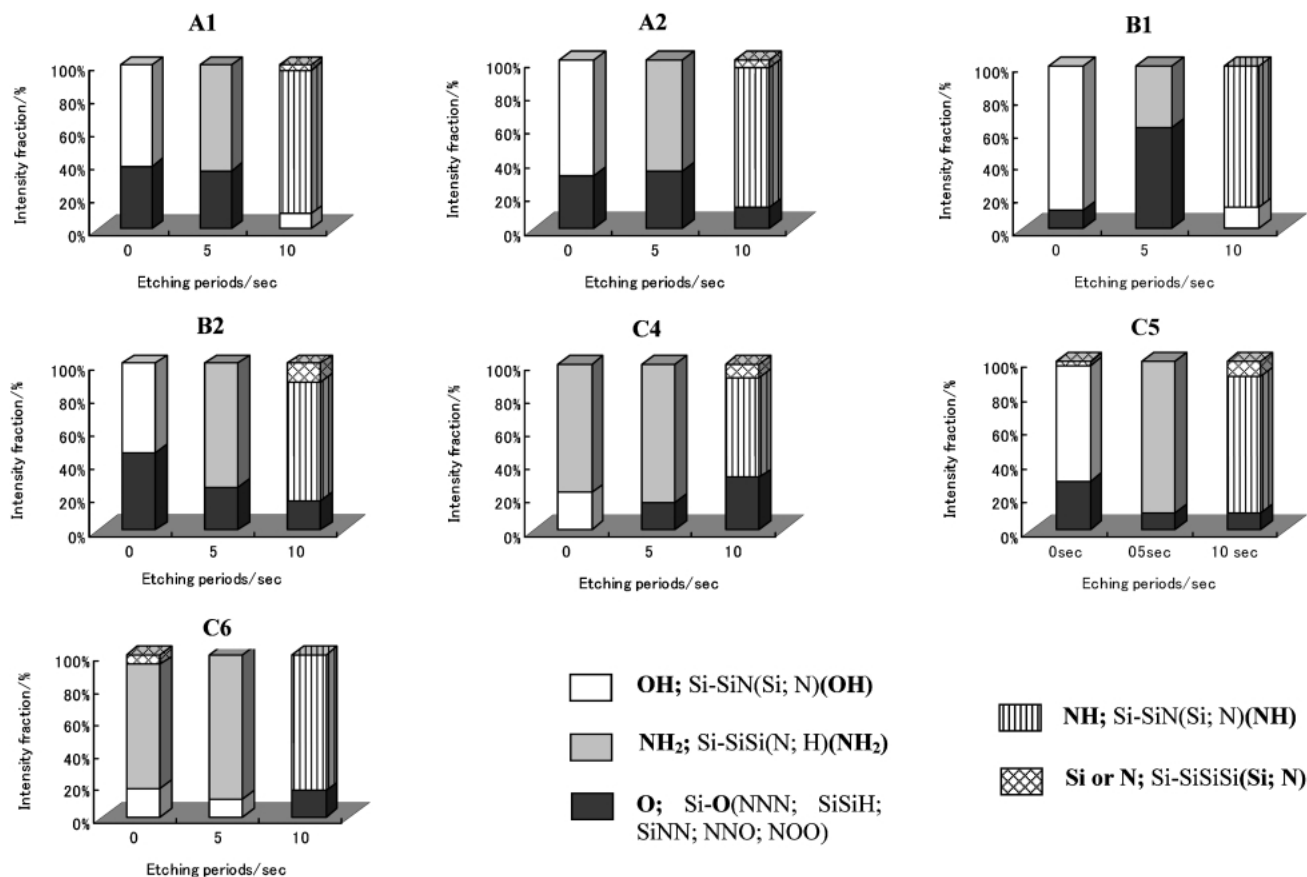 A1
A2
B1
Intensity fraction/%
100%
80%
60%
40%
20%
0%
0 5 10
Etching periods/sec
Intensity fraction/%
100%
80%
60%
40%
20%
0%
0 5 10
Etching periods/sec
Intensity fraction/%
100%
80%
60%
40%
20%
0%
0 5 10
Etching periods/sec
B2
C4
C5
Intensity fraction/%
100%
80%
60%
40%
20%
0%
0 5 10
Etching periods/sec
Intensity fraction/%
100%
80%
60%
40%
20%
0%
0 5 10
Etching periods/sec
Intensity fraction/%
100%
80%
60%
40%
20%
0%
0sec 05sec 10 sec
Eching periods/sec
C6
Intensity fraction/%
100%
80%
60%
40%
20%
0%
0 5 10
Etching periods/sec
OH; Si-SiN(Si; N)(OH)
NH₂; Si-SiSi(N; H)(NH₂)
O; Si-O(NNN; SiSiH;
SiNN; NNO; NOO)
NH; Si-SiN(Si; N)(NH)
Si or N; Si-SiSiSi(Si; N)